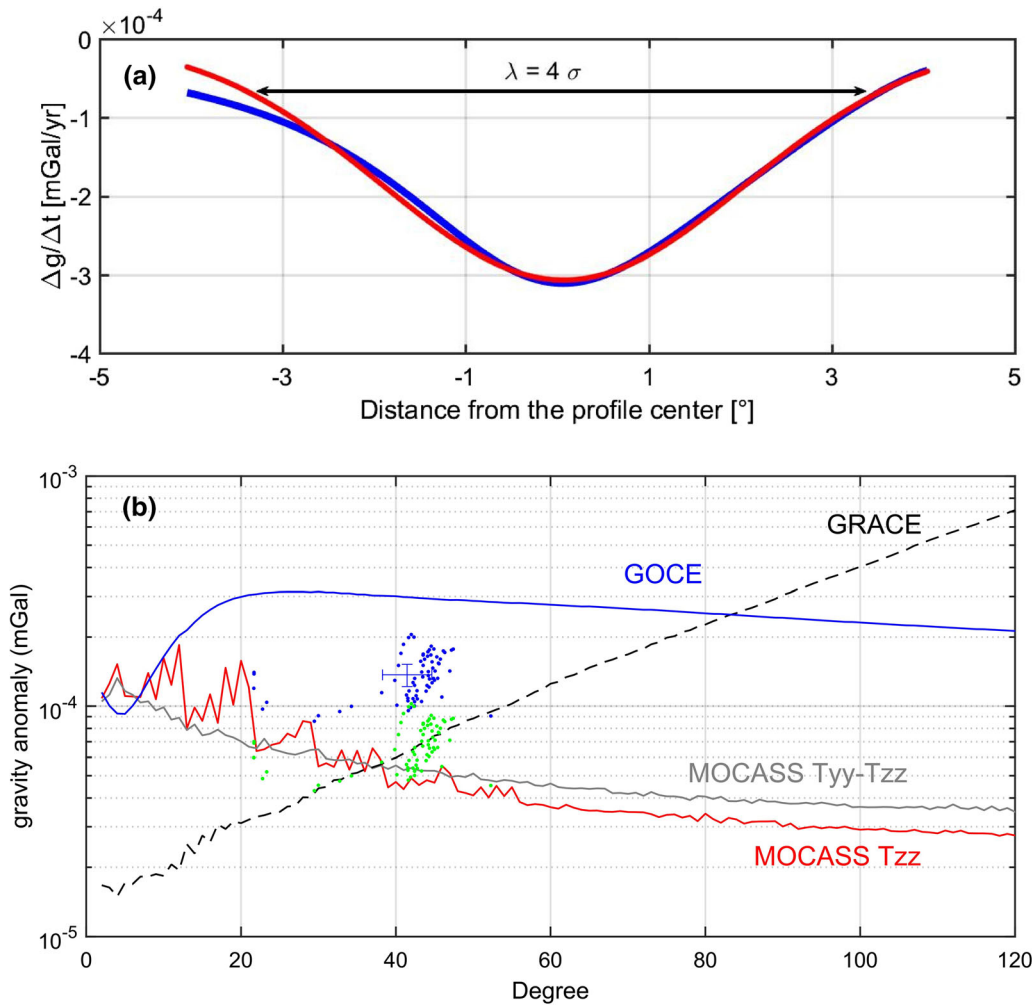 ×10⁻⁴
0
(a)
λ = 4 σ
-1
-2
-3
-4
Δg/Δt [mGal/yr]
-5 -3 -1 1 3 5
Distance from the profile center [°]
10⁻³
(b)
GRACE
GOCE
10⁻⁴
MOCASS Tyy-Tzz
MOCASS Tzz
10⁻⁵
gravity anomaly (mGal)
0 20 40 60 80 100 120
Degree